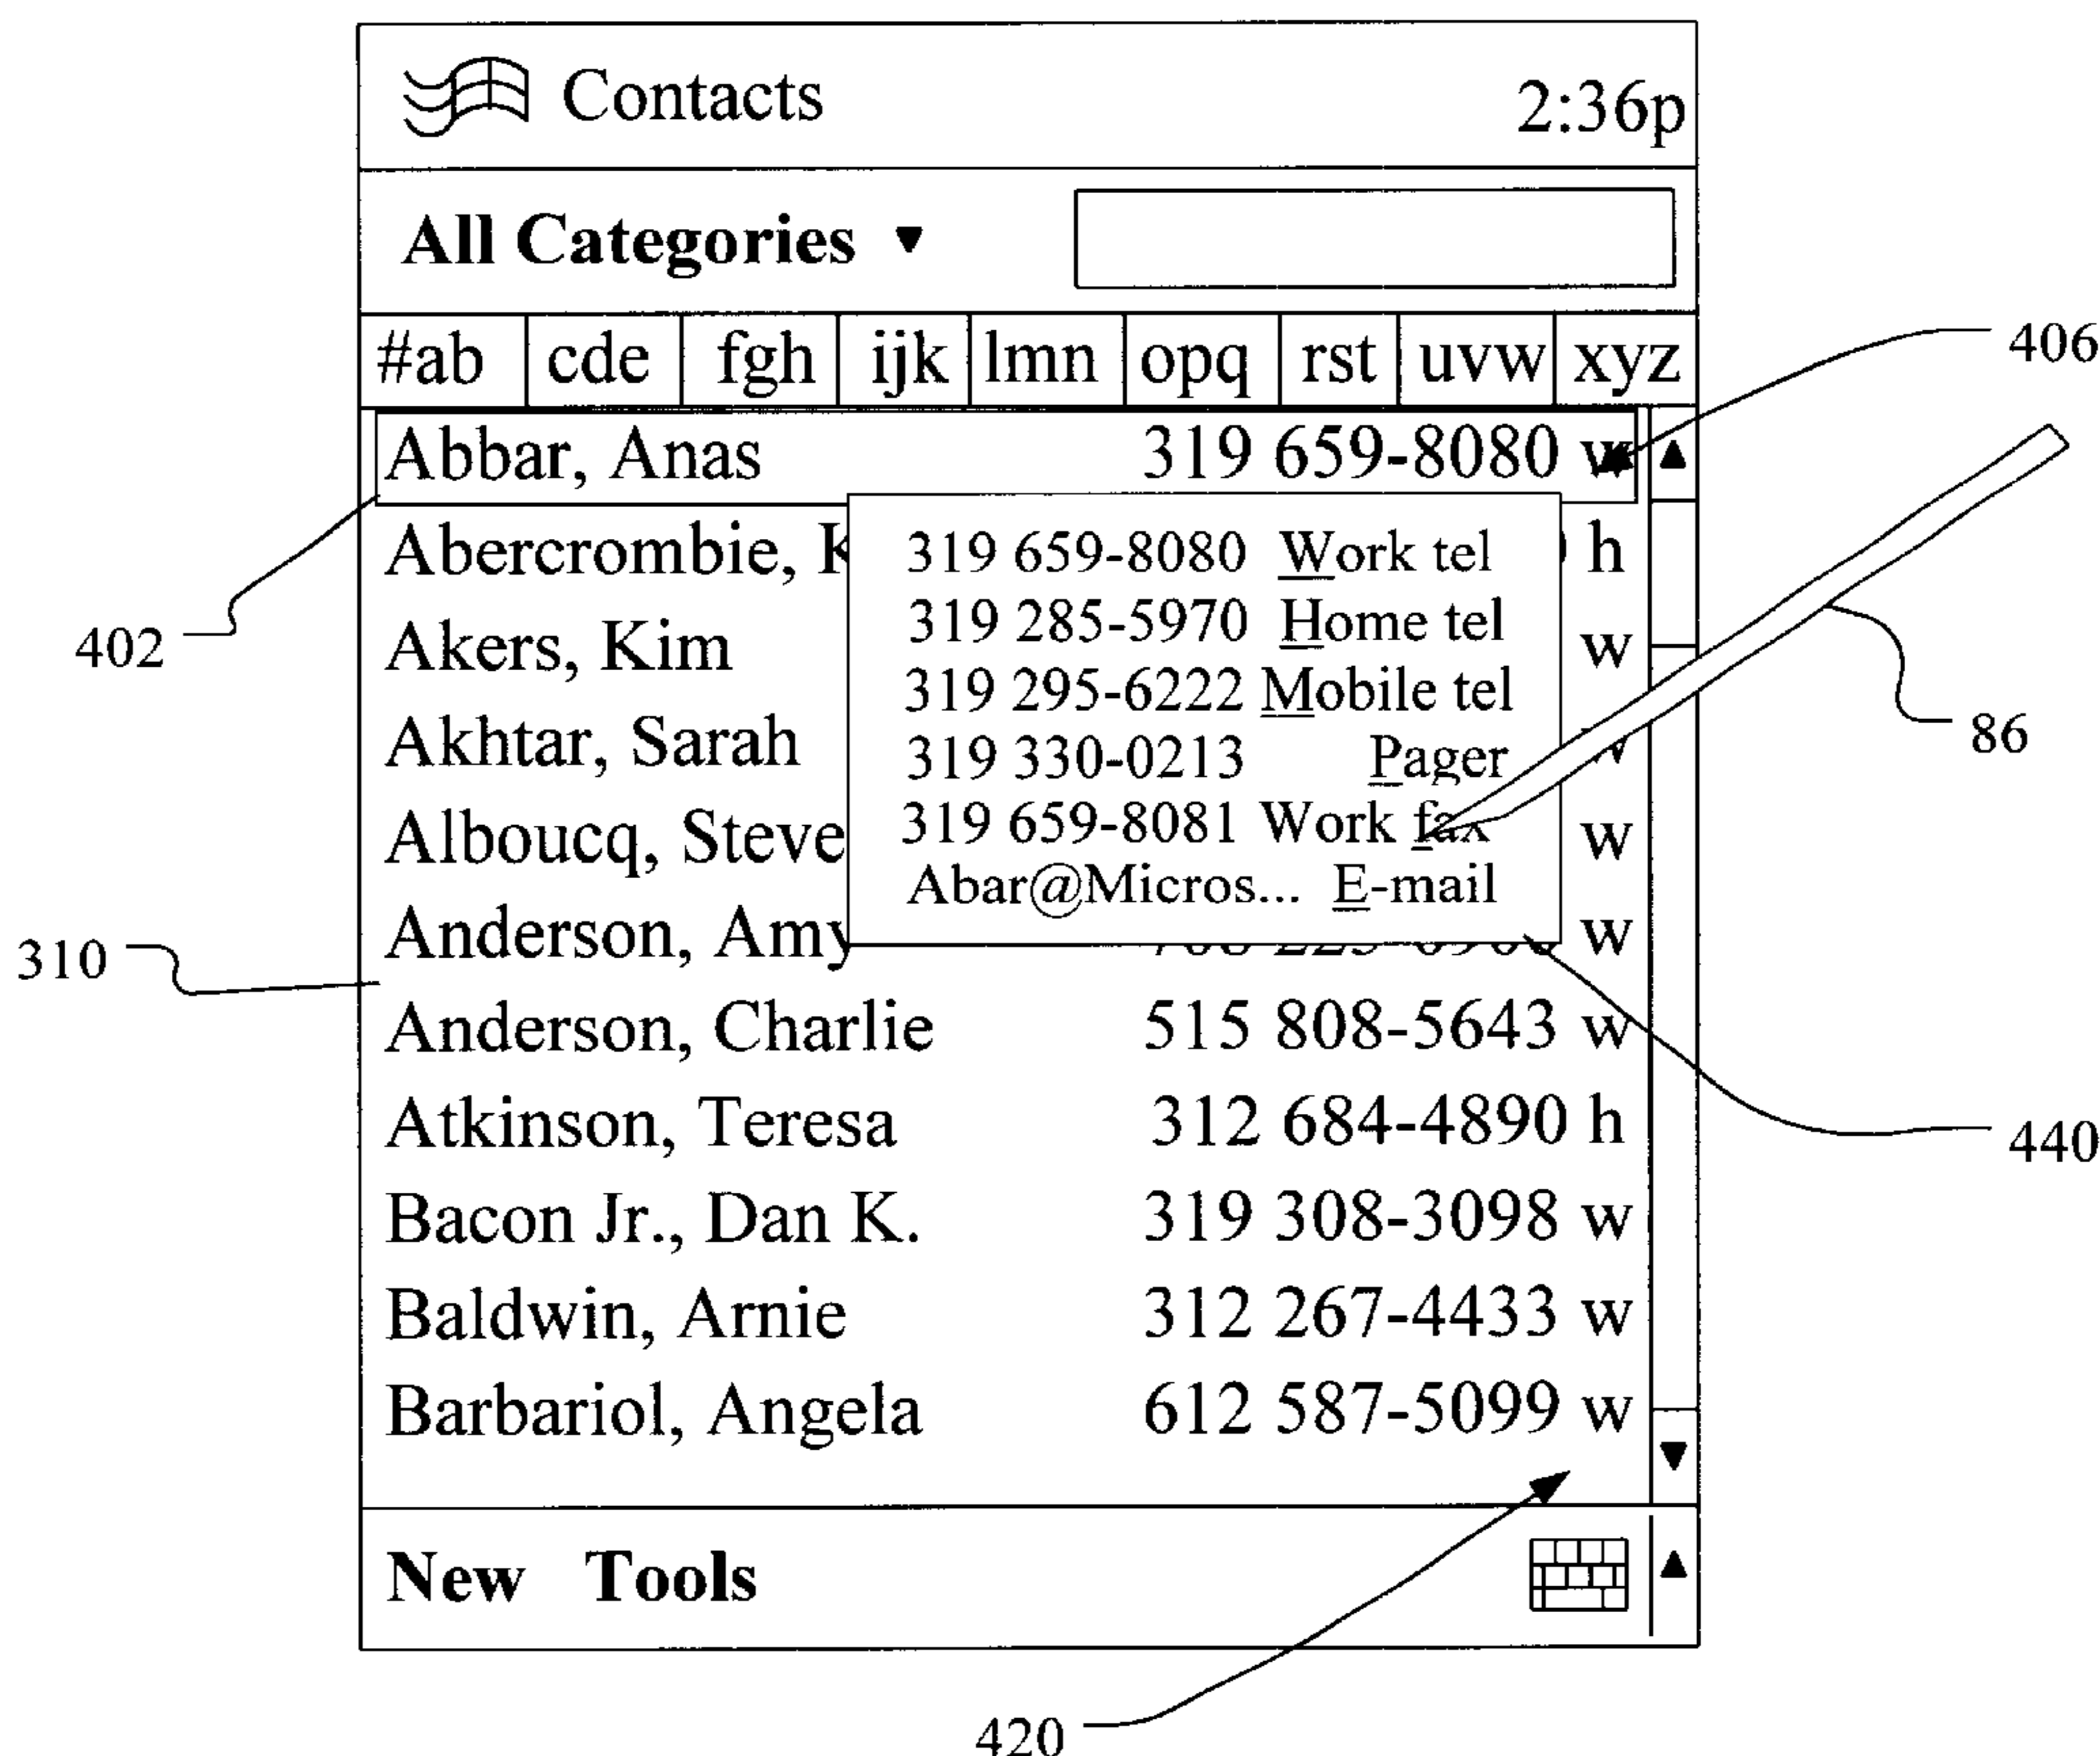 Contacts 2:36p
All Categories ▼
#ab cde fgh ijk lmn opq rst uvw xyz
406
Abbar, Anas 319 659-8080 w
Abercrombie, h
319 659-8080 Work tel
319 285-5970 Home tel
319 295-6222 Mobile tel
319 330-0213 Pager
319 659-8081 Work fax
Abar@Micros... E-mail
402
Akers, Kim w
Akhtar, Sarah
86
Alboucq, Steve w
Anderson, Amy w
310
Anderson, Charlie 515 808-5643 w
Atkinson, Teresa 312 684-4890 h
440
Bacon Jr., Dan K. 319 308-3098 w
Baldwin, Arnie 312 267-4433 w
Barbariol, Angela 612 587-5099 w
New Tools
420